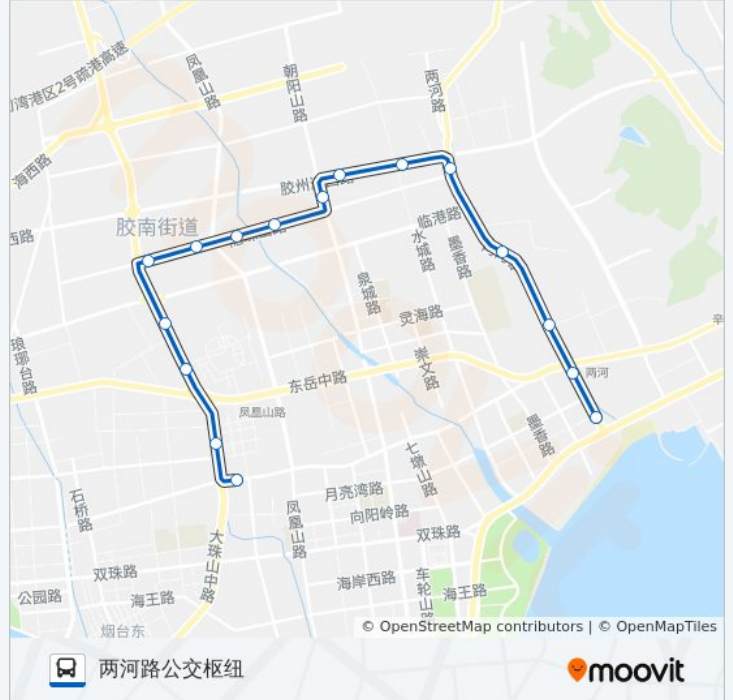 湾港区2号疏港高速
凤凰山路
朝阳山路
两河路
海西路
胶州
胶南街道
西路
临港路
水城路
墨香路
泉城路
灵海路
琅琊台路
东岳中路
崇文路
两河
辛
凤凰山路
墨香路
七墩山路
石桥路
凤凰山路
月亮湾路
向阳岭路
双珠路
大珠山中路
双珠路
海岸西路
车轮山路
海王路
公园路
海王路
烟台东
© OpenStreetMap contributors | © OpenMapTiles
两河路公交枢纽
moovit